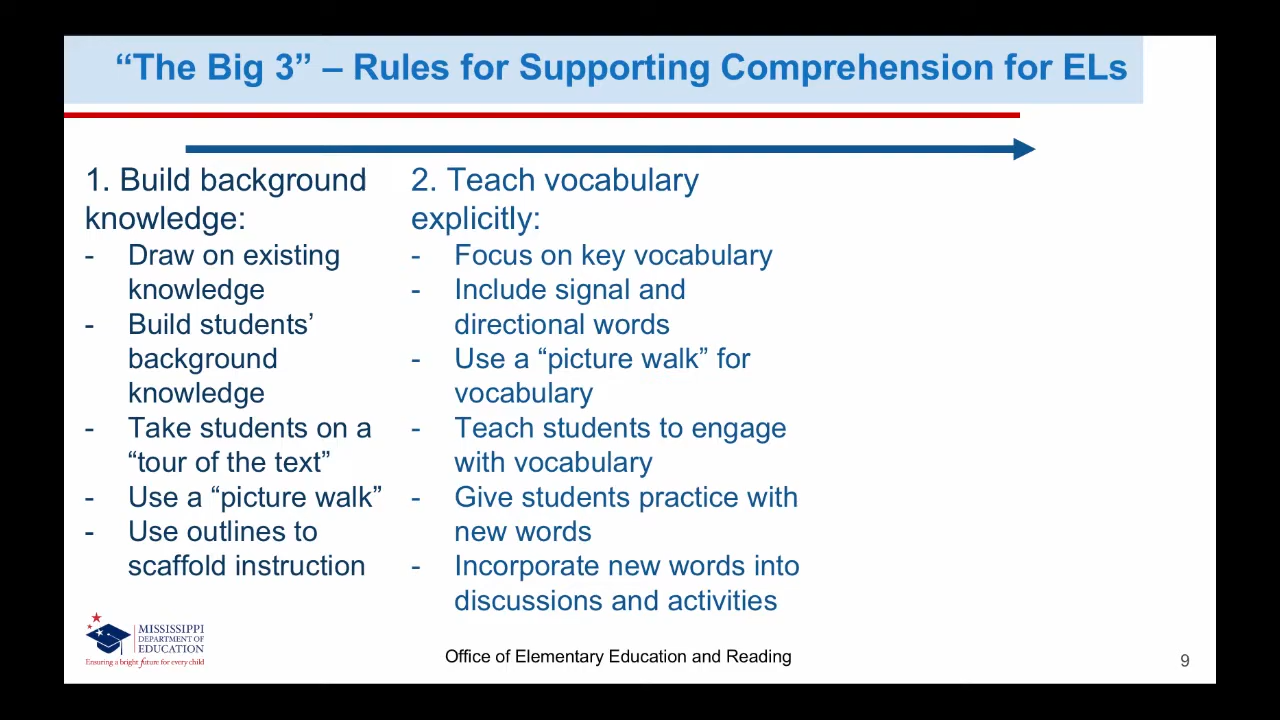 “The Big 3” – Rules for Supporting Comprehension for ELs
1. Build background
knowledge:
- Draw on existing
knowledge
- Build students’
background
knowledge
- Take students on a
“tour of the text”
- Use a “picture walk”
- Use outlines to
scaffold instruction
2. Teach vocabulary
explicitly:
- Focus on key vocabulary
- Include signal and
directional words
- Use a “picture walk” for
vocabulary
- Teach students to engage
with vocabulary
- Give students practice with
new words
- Incorporate new words into
discussions and activities
MISSISSIPPI
DEPARTMENT OF
EDUCATION
Ensuring a bright future for every child
Office of Elementary Education and Reading
9